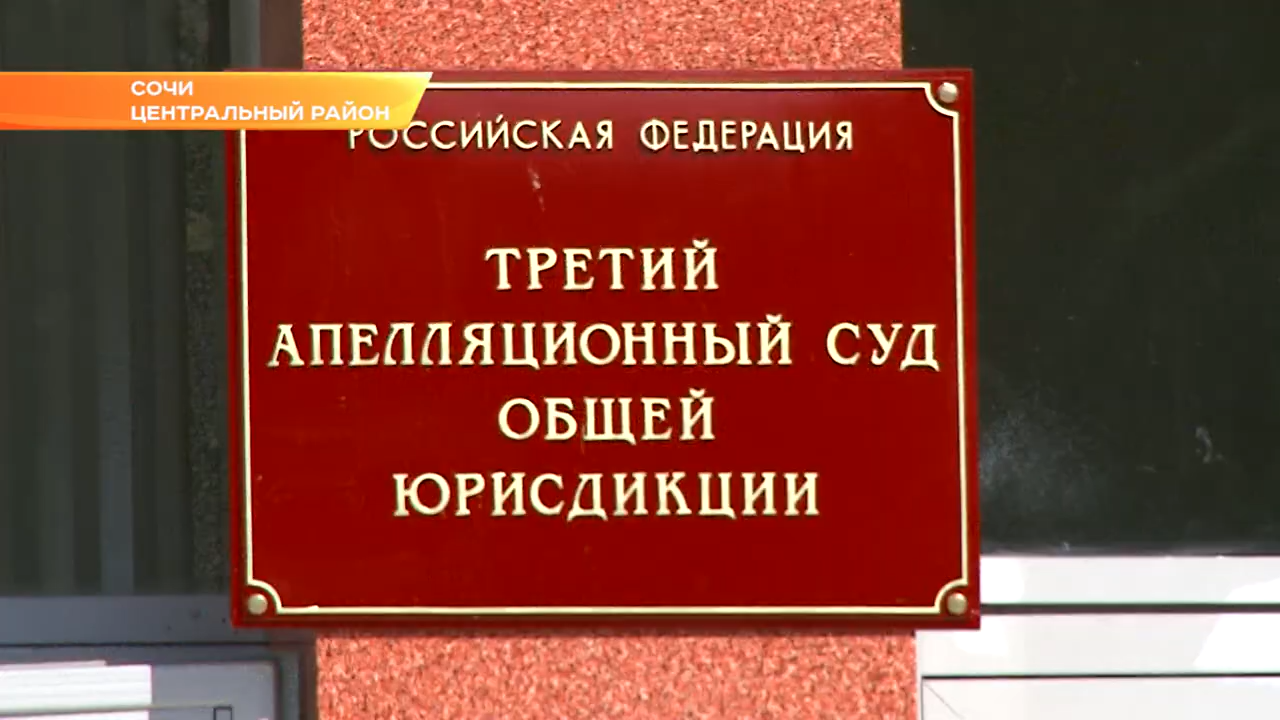 СОЧИ
ЦЕНТРАЛЬНЫЙ РАЙОН
РОССИЙСКАЯ ФЕДЕРАЦИЯ
ТРЕТИЙ
АПЕЛЛЯЦИОННЫЙ СУД
ОБЩЕЙ
ЮРИСДИКЦИИ